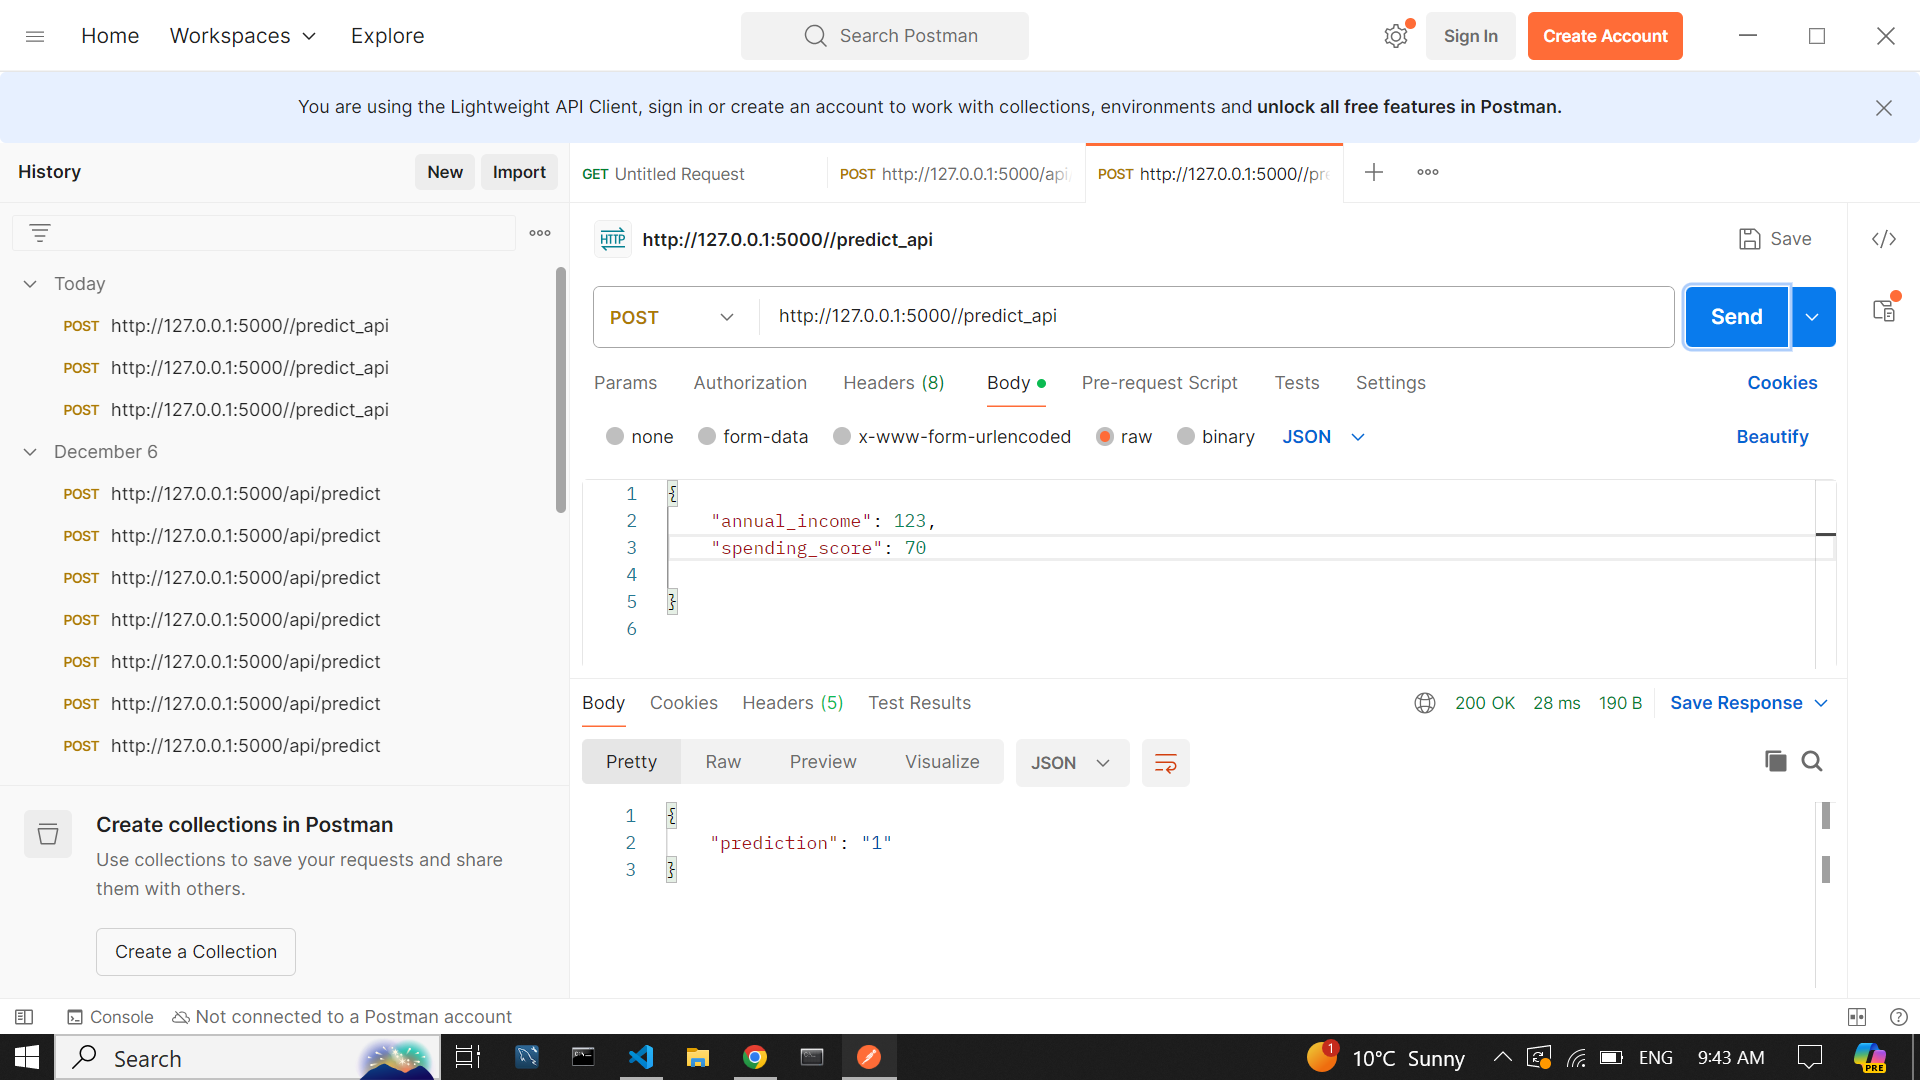 Home Workspaces Explore Search Postman Sign In Create Account
You are using the Lightweight API Client, sign in or create an account to work with collections, environments and unlock all free features in Postman.
History New Import
GET Untitled Request POST http://127.0.0.1:5000/api/ POST http://127.0.0.1:5000//pre
HTTP http://127.0.0.1:5000//predict_api Save
Today
POST http://127.0.0.1:5000//predict_api
POST http://127.0.0.1:5000//predict_api
POST http://127.0.0.1:5000//predict_api
December 6
POST http://127.0.0.1:5000/api/predict
POST http://127.0.0.1:5000/api/predict
POST http://127.0.0.1:5000/api/predict
POST http://127.0.0.1:5000/api/predict
POST http://127.0.0.1:5000/api/predict
POST http://127.0.0.1:5000/api/predict
POST http://127.0.0.1:5000/api/predict
Create collections in Postman
Use collections to save your requests and share
them with others.
Create a Collection
POST http://127.0.0.1:5000//predict_api Send
Params Authorization Headers (8) Body Pre-request Script Tests Settings Cookies
none form-data x-www-form-urlencoded raw binary JSON Beautify
1 {
2 "annual_income": 123,
3 "spending_score": 70
4
5 }
6
Body Cookies Headers (5) Test Results 200 OK 28 ms 190 B Save Response
Pretty Raw Preview Visualize JSON
1 {
2 "prediction": "1"
3 }
Console Not connected to a Postman account
Search 1 10°C Sunny ENG 9:43 AM PRE